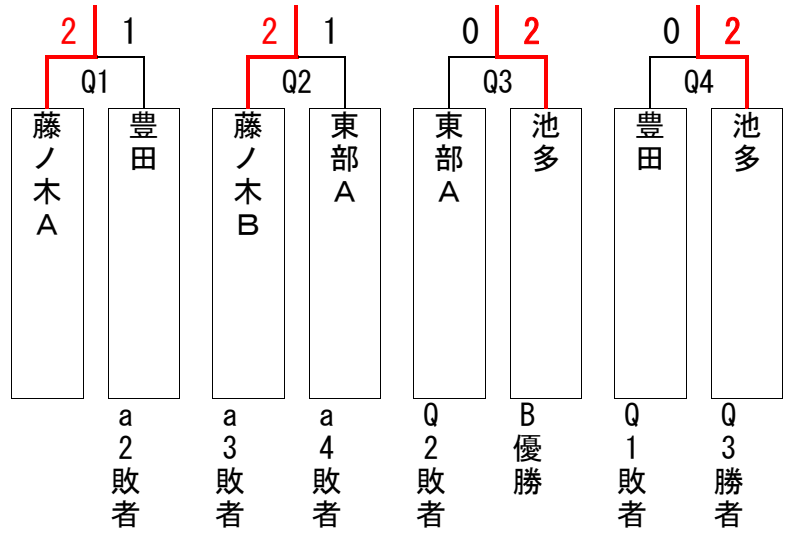 2 1 2 1 0 2 0 2
Q1 Q2 Q3 Q4
藤ノ木A
豊田
藤ノ木B
東部A
東部A
池多
豊田
池多
a2敗者
a3敗者
a4敗者
Q2敗者
B優勝
Q1敗者
Q3勝者